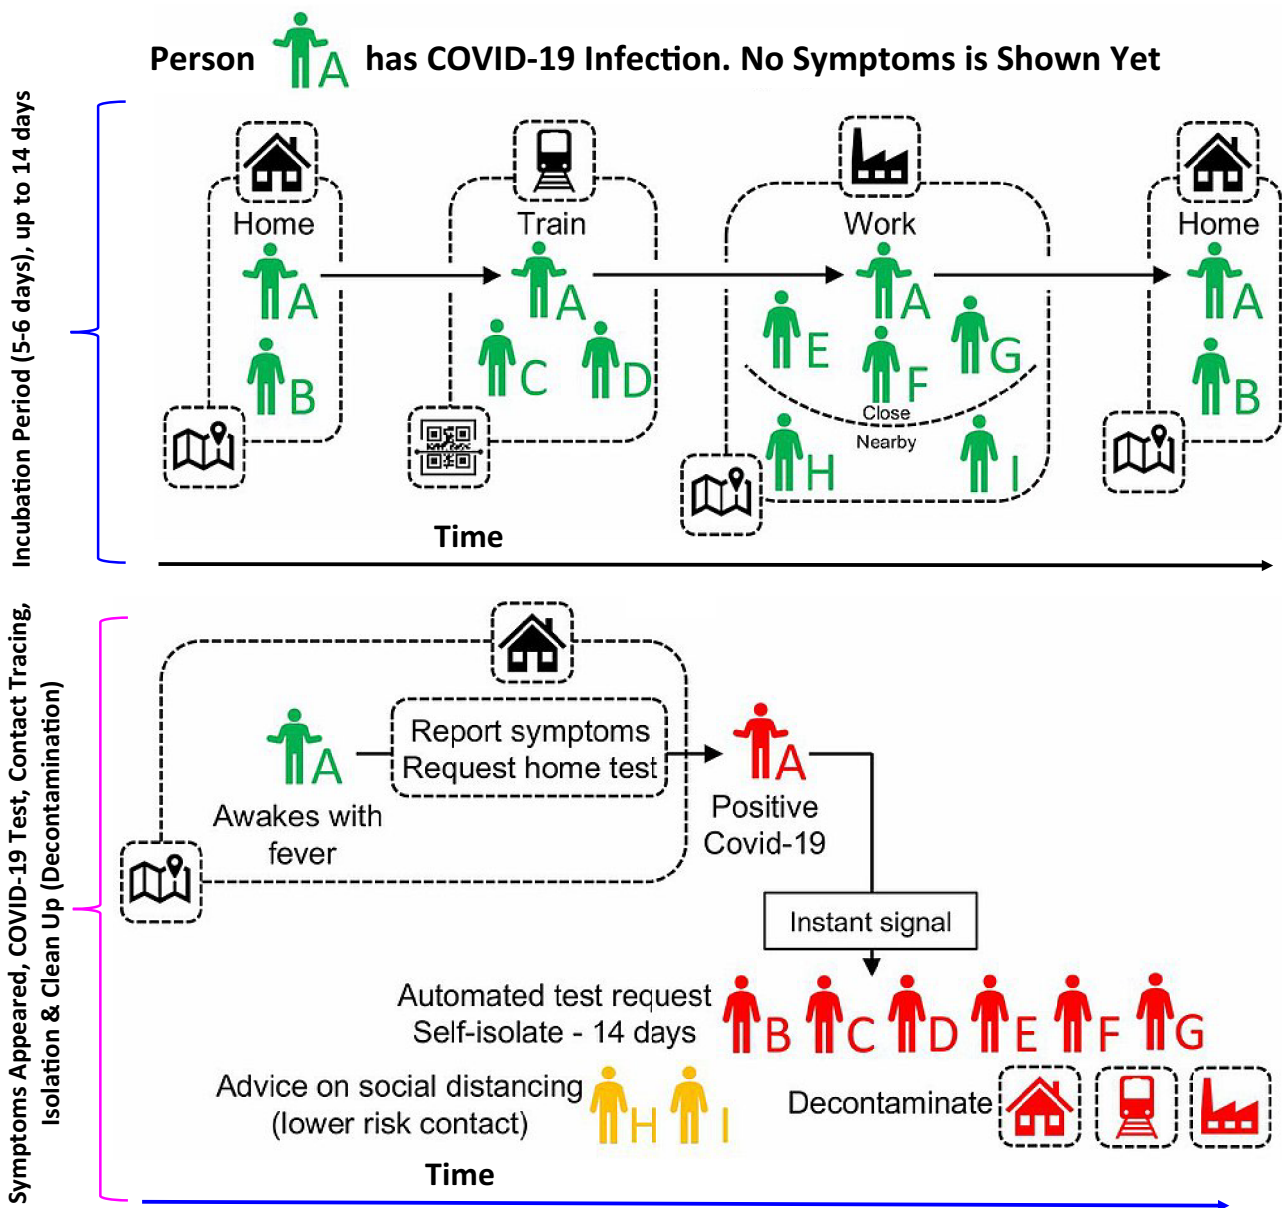 Person A has COVID-19 Infection. No Symptoms is Shown Yet
Incubation Period (5-6 days), up to 14 days
Home
A
B
Train
A
C
D
Work
A
E
F
G
Close
Nearby
H
I
Home
A
B
Time
Symptoms Appeared, COVID-19 Test, Contact Tracing,
Isolation & Clean Up (Decontamination)
A
Awakes with
fever
Report symptoms
Request home test
A
Positive
Covid-19
Instant signal
Automated test request
Self-isolate - 14 days
B C D E F G
Advice on social distancing
(lower risk contact)
H I
Decontaminate
Time